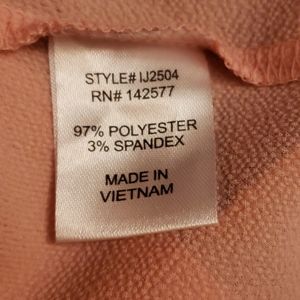 STYLE# IJ2504
RN# 142577
97% POLYESTER
3% SPANDEX
MADE IN
VIETNAM